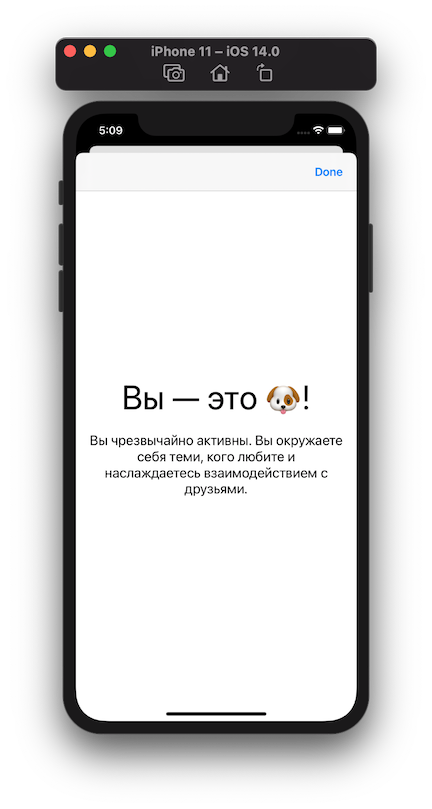 iPhone 11 – iOS 14.0
5:09
Done
Вы — это 🐶!
Вы чрезвычайно активны. Вы окружаете
себя теми, кого любите и
наслаждаетесь взаимодействием с
друзьями.